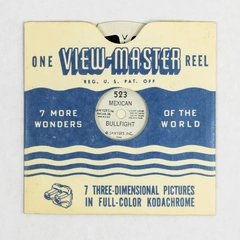 ONE VIEW-MASTER REEL
REG. U. S. PAT. OFF
523
MEXICAN
BULLFIGHT
7 MORE
WONDERS
OF THE
WORLD
7 THREE-DIMENSIONAL PICTURES
IN FULL-COLOR KODACHROME